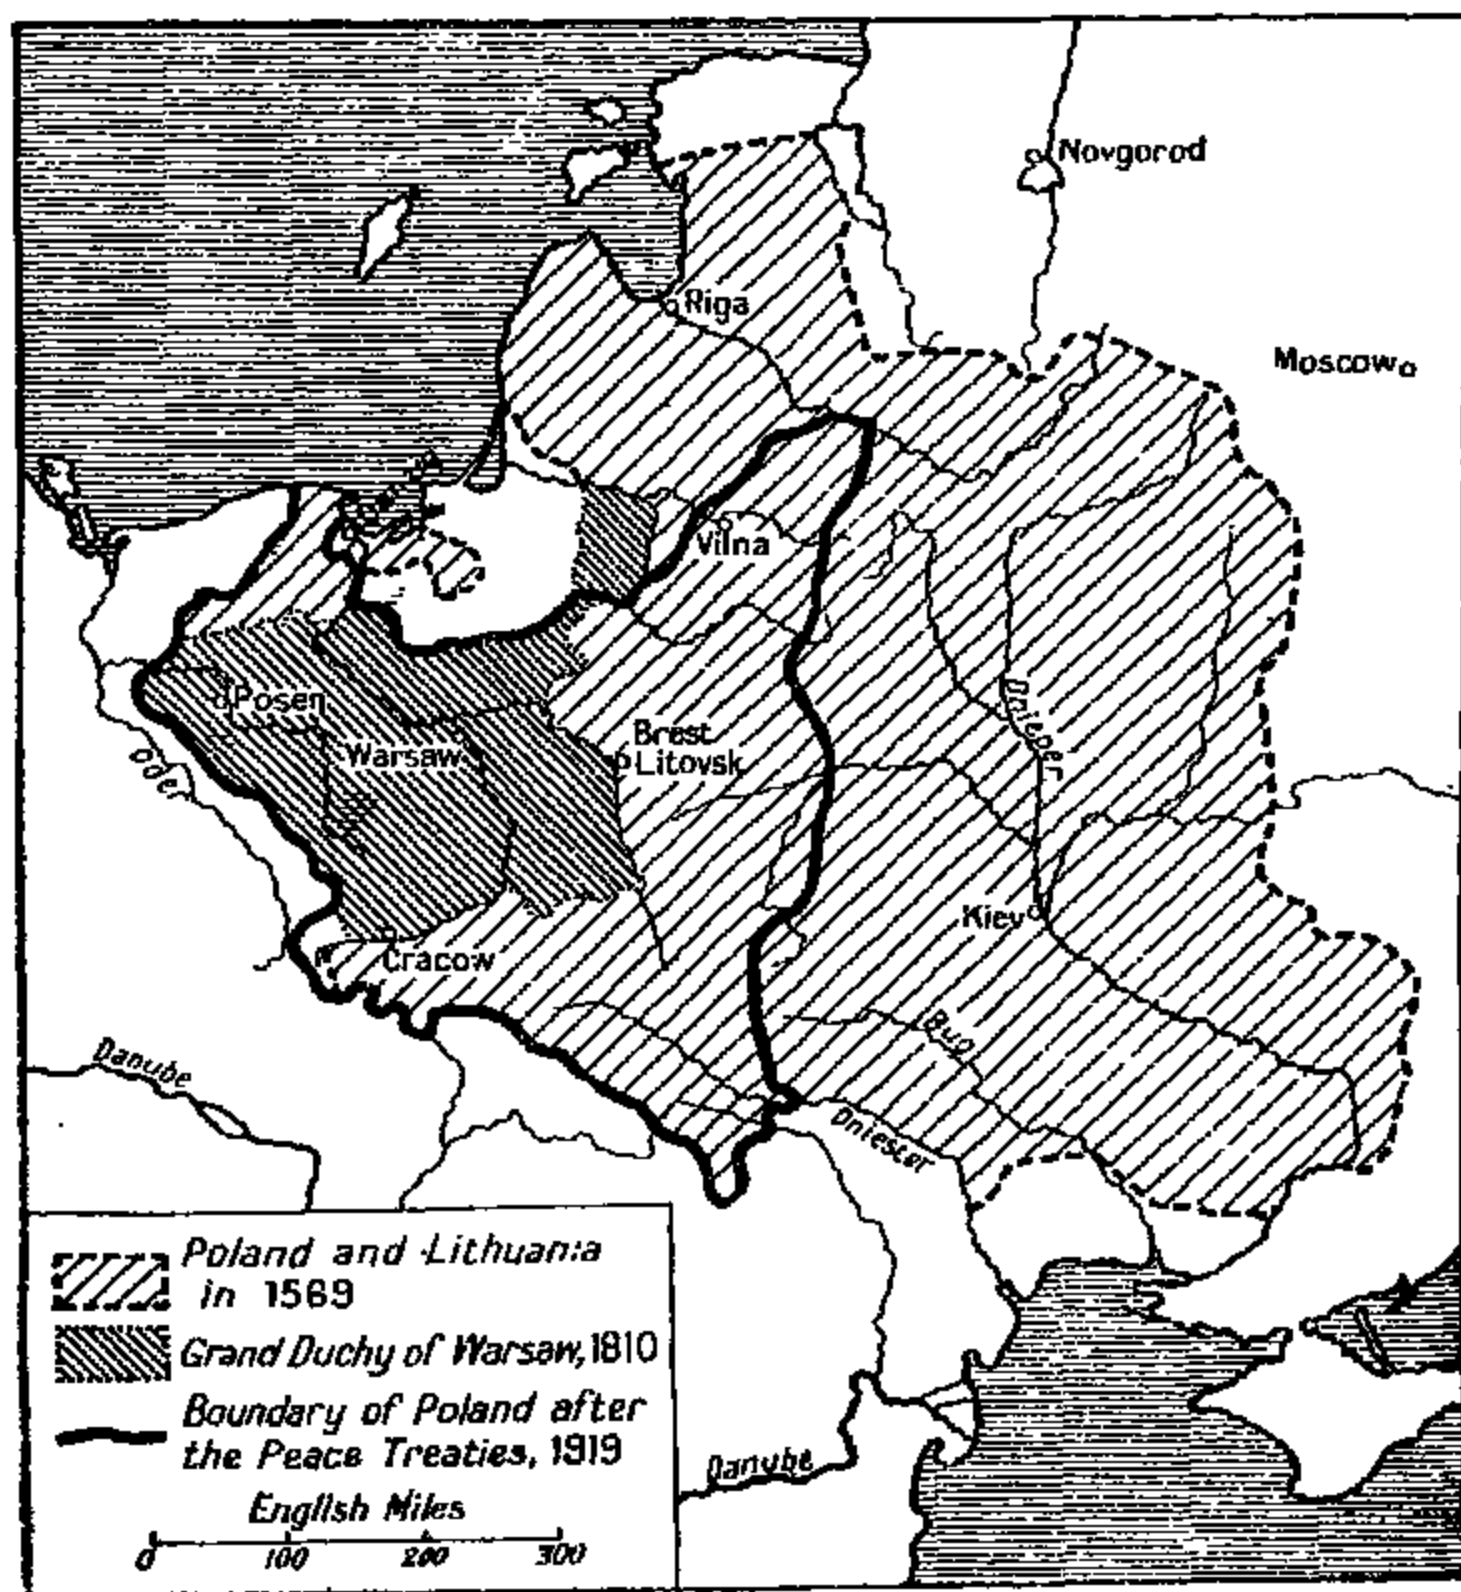 Novgorod
Riga
Moscow
Vilna
Posen
Warsaw
Brest
Litovsk
Oder
Dnieper
Kiev
Cracow
Bug
Danube
Dniester
Poland and Lithuania
in 1569
Grand Duchy of Warsaw, 1810
Boundary of Poland after
the Peace Treaties, 1919
English Miles
0 100 200 300
Danube